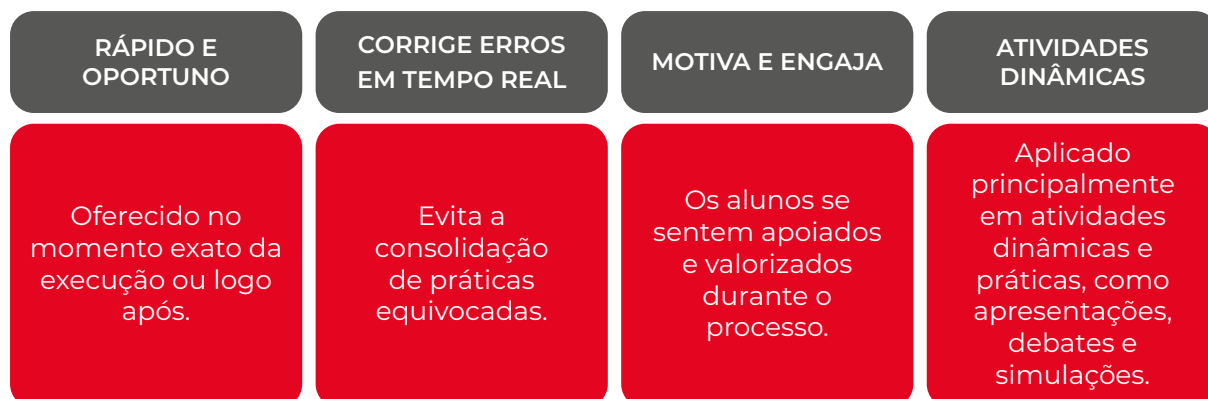 RÁPIDO E
OPORTUNO
Oferecido no
momento exato da
execução ou logo
após.
CORRIGE ERROS
EM TEMPO REAL
Evita a
consolidação
de práticas
equivocadas.
MOTIVA E ENGAJA
Os alunos se
sentem apoiados
e valorizados
durante o
processo.
ATIVIDADES
DINÂMICAS
Aplicado
principalmente
em atividades
dinâmicas e
práticas, como
apresentações,
debates e
simulações.